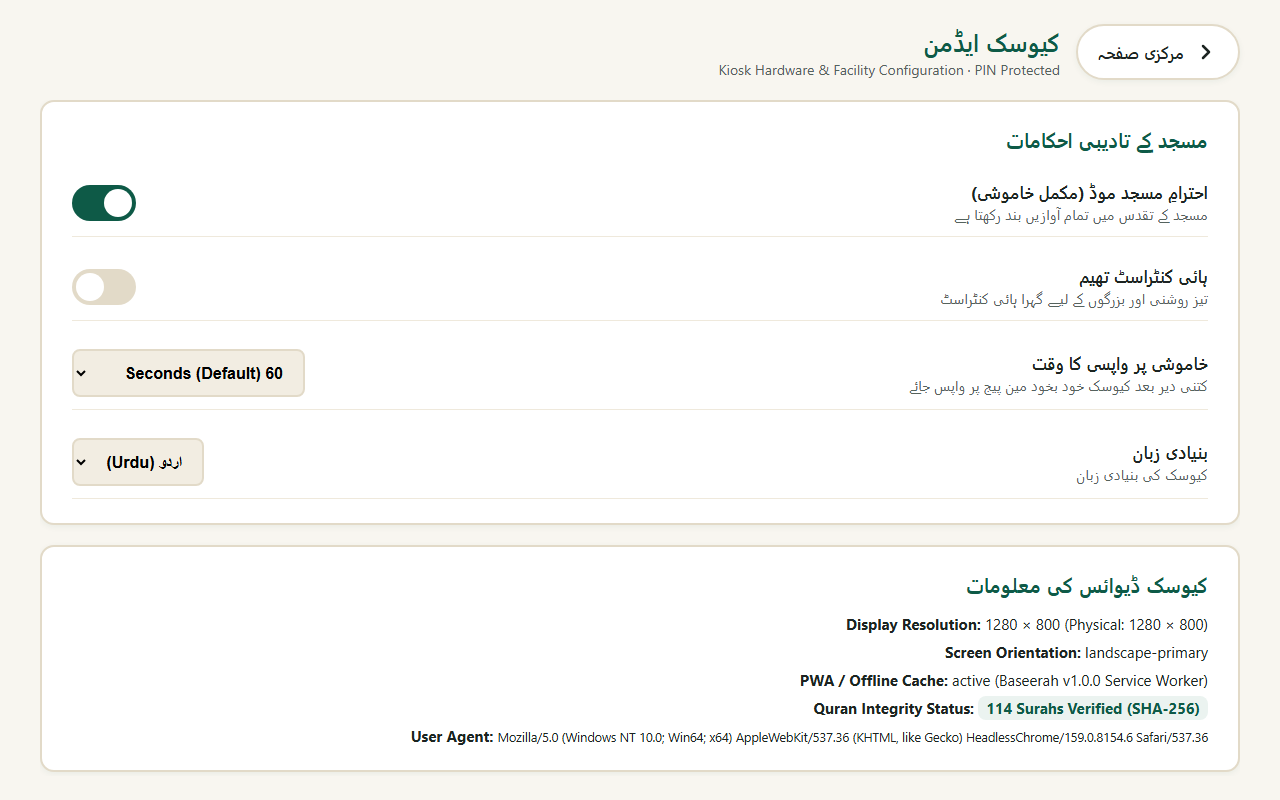 مرکزی صفحہ
کیوسک ایڈمن
Kiosk Hardware & Facility Configuration · PIN Protected
مسجد کے تادیبی احکامات
احترامِ مسجد موڈ (مکمل خاموشی)
مسجد کے تقدس میں تمام آوازیں بند رکھتا ہے
ہائی کنٹراسٹ تھیم
تیز روشنی اور بزرگوں کے لیے گہرا ہائی کنٹراسٹ
خاموشی پر واپسی کا وقت
کتنی دیر بعد کیوسک خود بخود مین پیج پر واپس جائے
60 Seconds (Default)
بنیادی زبان
کیوسک کی بنیادی زبان
اردو (Urdu)
کیوسک ڈیوائس کی معلومات
Display Resolution: 1280 × 800 (Physical: 1280 × 800)
Screen Orientation: landscape-primary
PWA / Offline Cache: active (Baseerah v1.0.0 Service Worker)
Quran Integrity Status: 114 Surahs Verified (SHA-256)
User Agent: Mozilla/5.0 (Windows NT 10.0; Win64; x64) AppleWebKit/537.36 (KHTML, like Gecko) HeadlessChrome/159.0.8154.6 Safari/537.36